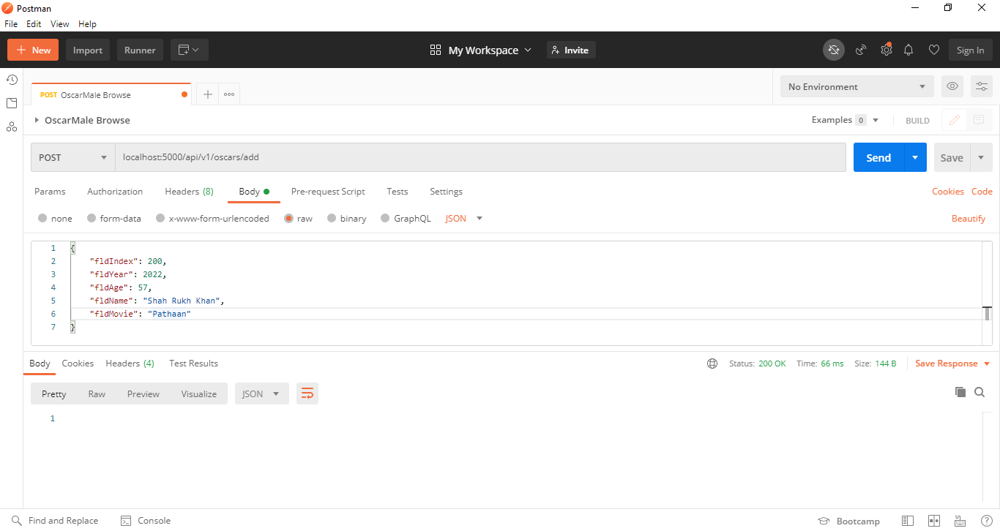 Postman
File Edit View Help
New Import Runner My Workspace Invite Sign In
POST OscarMale Browse No Environment
OscarMale Browse Examples 0 BUILD
POST localhost:5000/api/v1/oscars/add Send Save
Params Authorization Headers (8) Body Pre-request Script Tests Settings Cookies Code
none form-data x-www-form-urlencoded raw binary GraphQL JSON Beautify
1 {
2 "fldIndex": 200,
3 "fldYear": 2022,
4 "fldAge": 57,
5 "fldName": "Shah Rukh Khan",
6 "fldMovie": "Pathaan"
7 }
Body Cookies Headers (4) Test Results Status: 200 OK Time: 66 ms Size: 144 B Save Response
Pretty Raw Preview Visualize JSON
1
Find and Replace Console Bootcamp